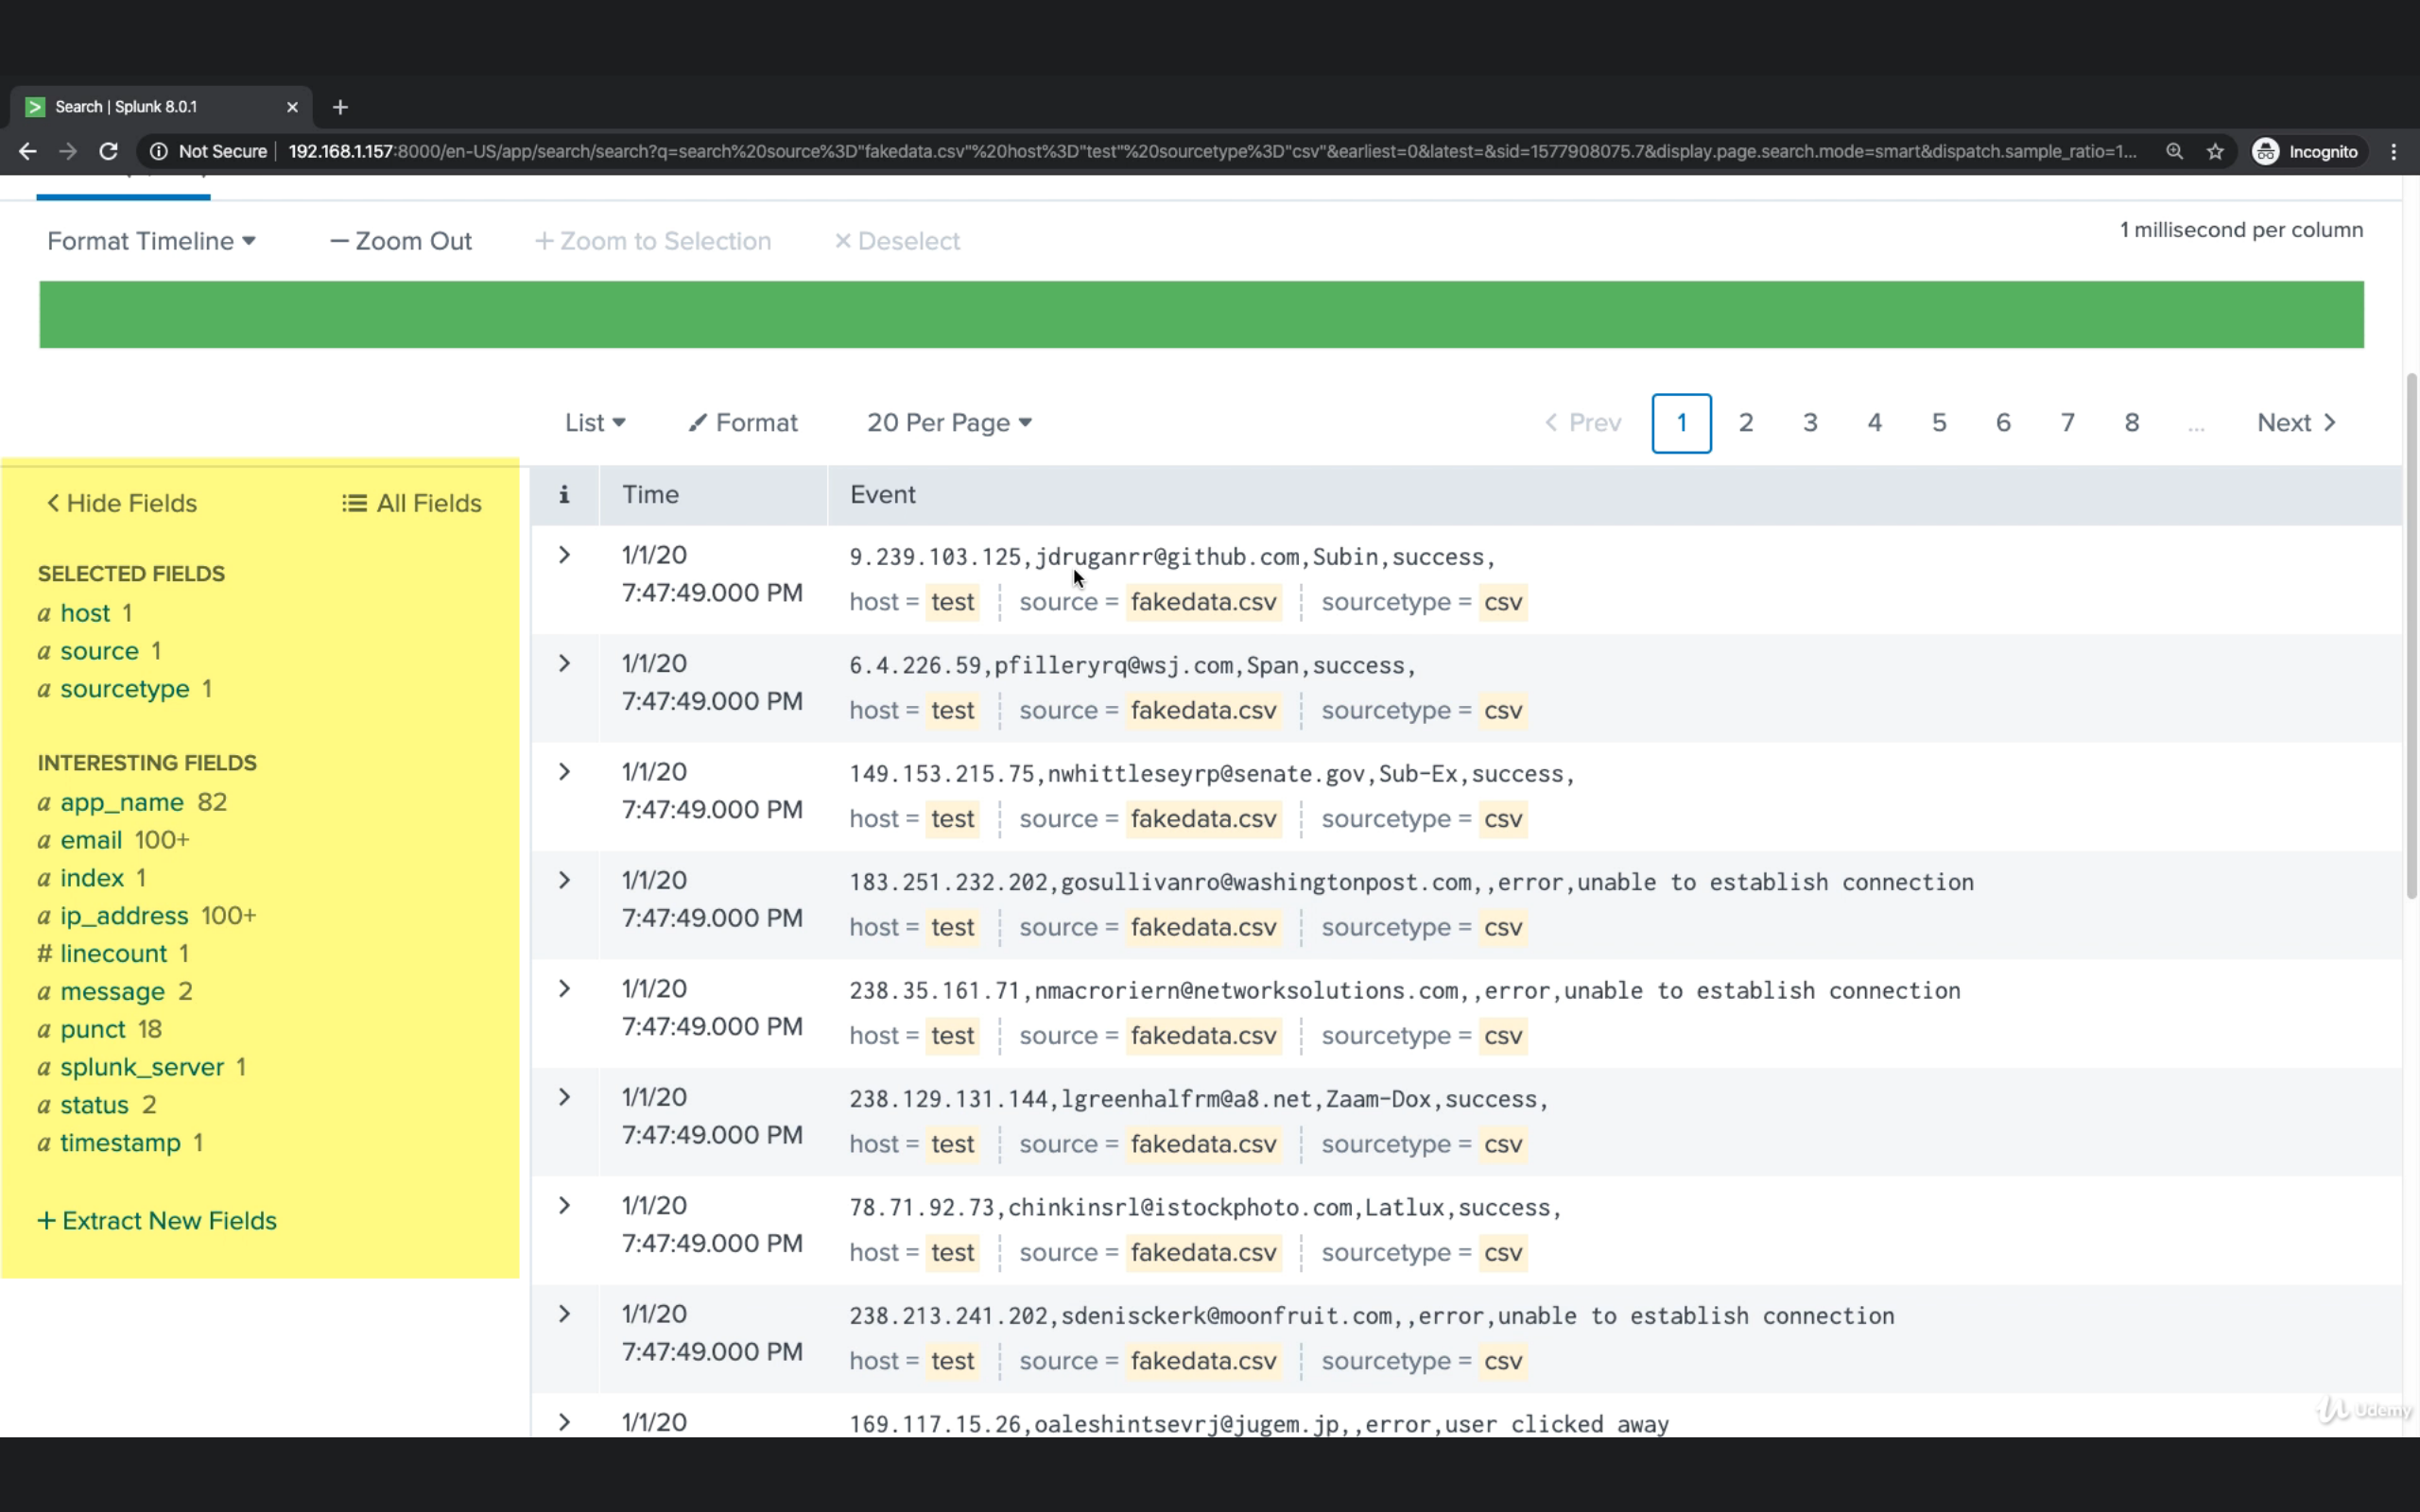 Search | Splunk 8.0.1
Not Secure 192.168.1.157:8000/en-US/app/search/search?q=search%20source%3D"fakedata.csv"%20host%3D"test"%20sourcetype%3D"csv"&earliest=0&latest=&sid=1577908075.7&display.page.search.mode=smart&dispatch.sample_ratio=1... Incognito
Format Timeline Zoom Out + Zoom to Selection × Deselect 1 millisecond per column
List Format 20 Per Page < Prev 1 2 3 4 5 6 7 8 ... Next >
< Hide Fields All Fields
SELECTED FIELDS
a host 1
a source 1
a sourcetype 1
INTERESTING FIELDS
a app_name 82
a email 100+
a index 1
a ip_address 100+
# linecount 1
a message 2
a punct 18
a splunk_server 1
a status 2
a timestamp 1
+ Extract New Fields
i Time Event
1/1/20 9.239.103.125,jdruganrr@github.com,Subin,success,
7:47:49.000 PM host = test source = fakedata.csv sourcetype = csv
1/1/20 6.4.226.59,pfilleryrq@wsj.com,Span,success,
7:47:49.000 PM host = test source = fakedata.csv sourcetype = csv
1/1/20 149.153.215.75,nwhittleseyrp@senate.gov,Sub-Ex,success,
7:47:49.000 PM host = test source = fakedata.csv sourcetype = csv
1/1/20 183.251.232.202,gosullivanro@washingtonpost.com,,error,unable to establish connection
7:47:49.000 PM host = test source = fakedata.csv sourcetype = csv
1/1/20 238.35.161.71,nmacroriern@networksolutions.com,,error,unable to establish connection
7:47:49.000 PM host = test source = fakedata.csv sourcetype = csv
1/1/20 238.129.131.144,lgreenhalfrm@a8.net,Zaam-Dox,success,
7:47:49.000 PM host = test source = fakedata.csv sourcetype = csv
1/1/20 78.71.92.73,chinkinsrl@istockphoto.com,Latlux,success,
7:47:49.000 PM host = test source = fakedata.csv sourcetype = csv
1/1/20 238.213.241.202,sdenisckerk@moonfruit.com,,error,unable to establish connection
7:47:49.000 PM host = test source = fakedata.csv sourcetype = csv
1/1/20 169.117.15.26,oaleshintsevrj@jugem.jp,,error,user clicked away
Udemy